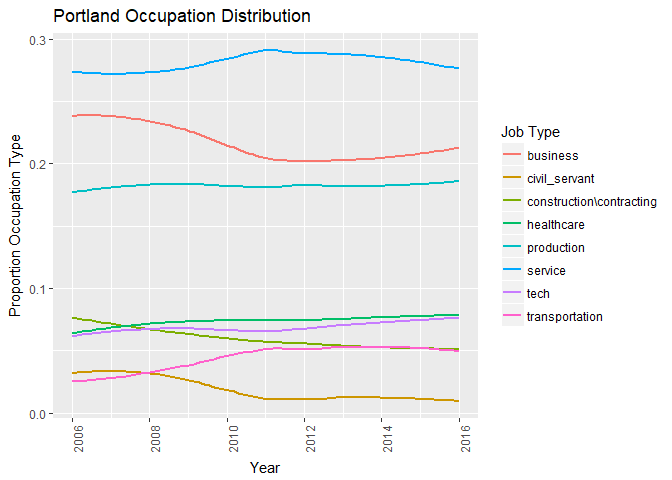 Portland Occupation Distribution
0.3
0.2
0.1
0.0
Proportion Occupation Type
2006
2008
2010
2012
2014
2016
Year
Job Type
business
civil_servant
construction\contracting
healthcare
production
service
tech
transportation